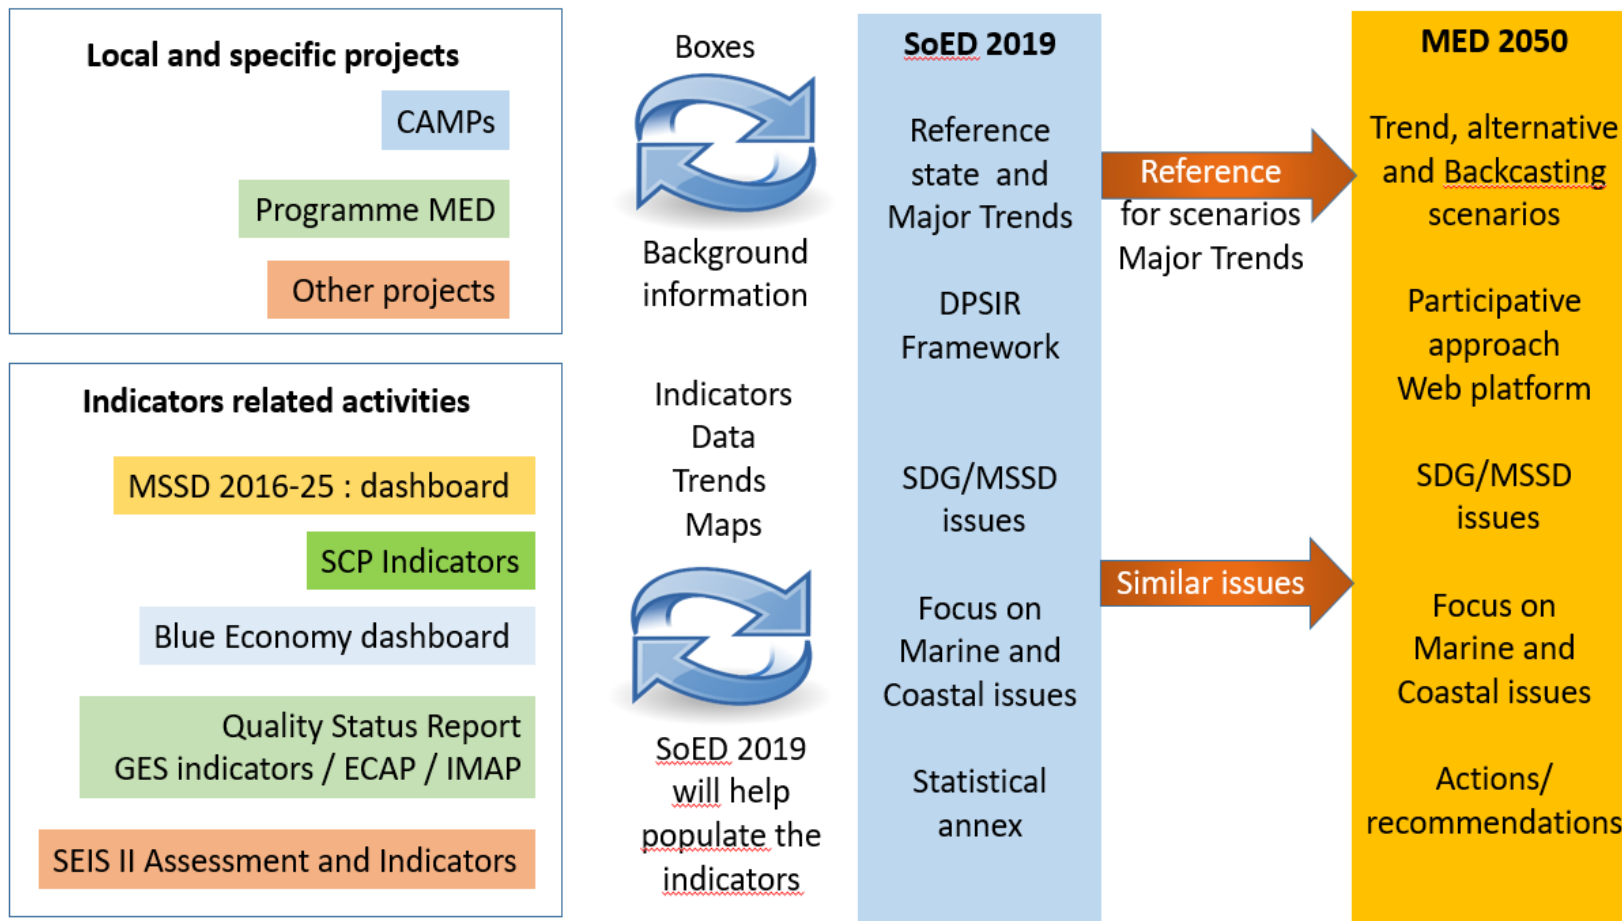 Local and specific projects
CAMPs
Programme MED
Other projects
Indicators related activities
MSSD 2016-25 : dashboard
SCP Indicators
Blue Economy dashboard
Quality Status Report
GES indicators / ECAP / IMAP
SEIS II Assessment and Indicators
Boxes
Background
information
Indicators
Data
Trends
Maps
SoED 2019
will help
populate the
indicators
SoED 2019
Reference
state and
Major Trends
DPSIR
Framework
SDG/MSSD
issues
Focus on
Marine and
Coastal issues
Statistical
annex
Reference
for scenarios
Major Trends
Similar issues
MED 2050
Trend, alternative
and Backcasting
scenarios
Participative
approach
Web platform
SDG/MSSD
issues
Focus on
Marine and
Coastal issues
Actions/
recommendations